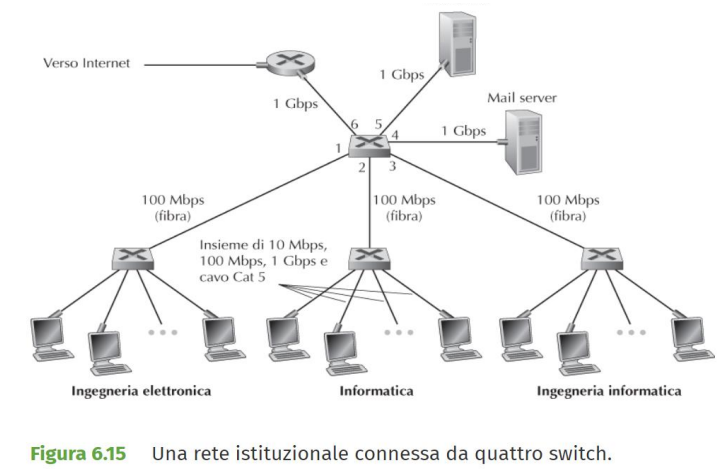 Verso Internet
1 Gbps
1 Gbps
Mail server
1 Gbps
6 5
4
1
2 3
100 Mbps
(fibra)
100 Mbps
(fibra)
100 Mbps
(fibra)
Insieme di 10 Mbps,
100 Mbps, 1 Gbps e
cavo Cat 5
Ingegneria elettronica
Informatica
Ingegneria informatica
Figura 6.15 Una rete istituzionale connessa da quattro switch.